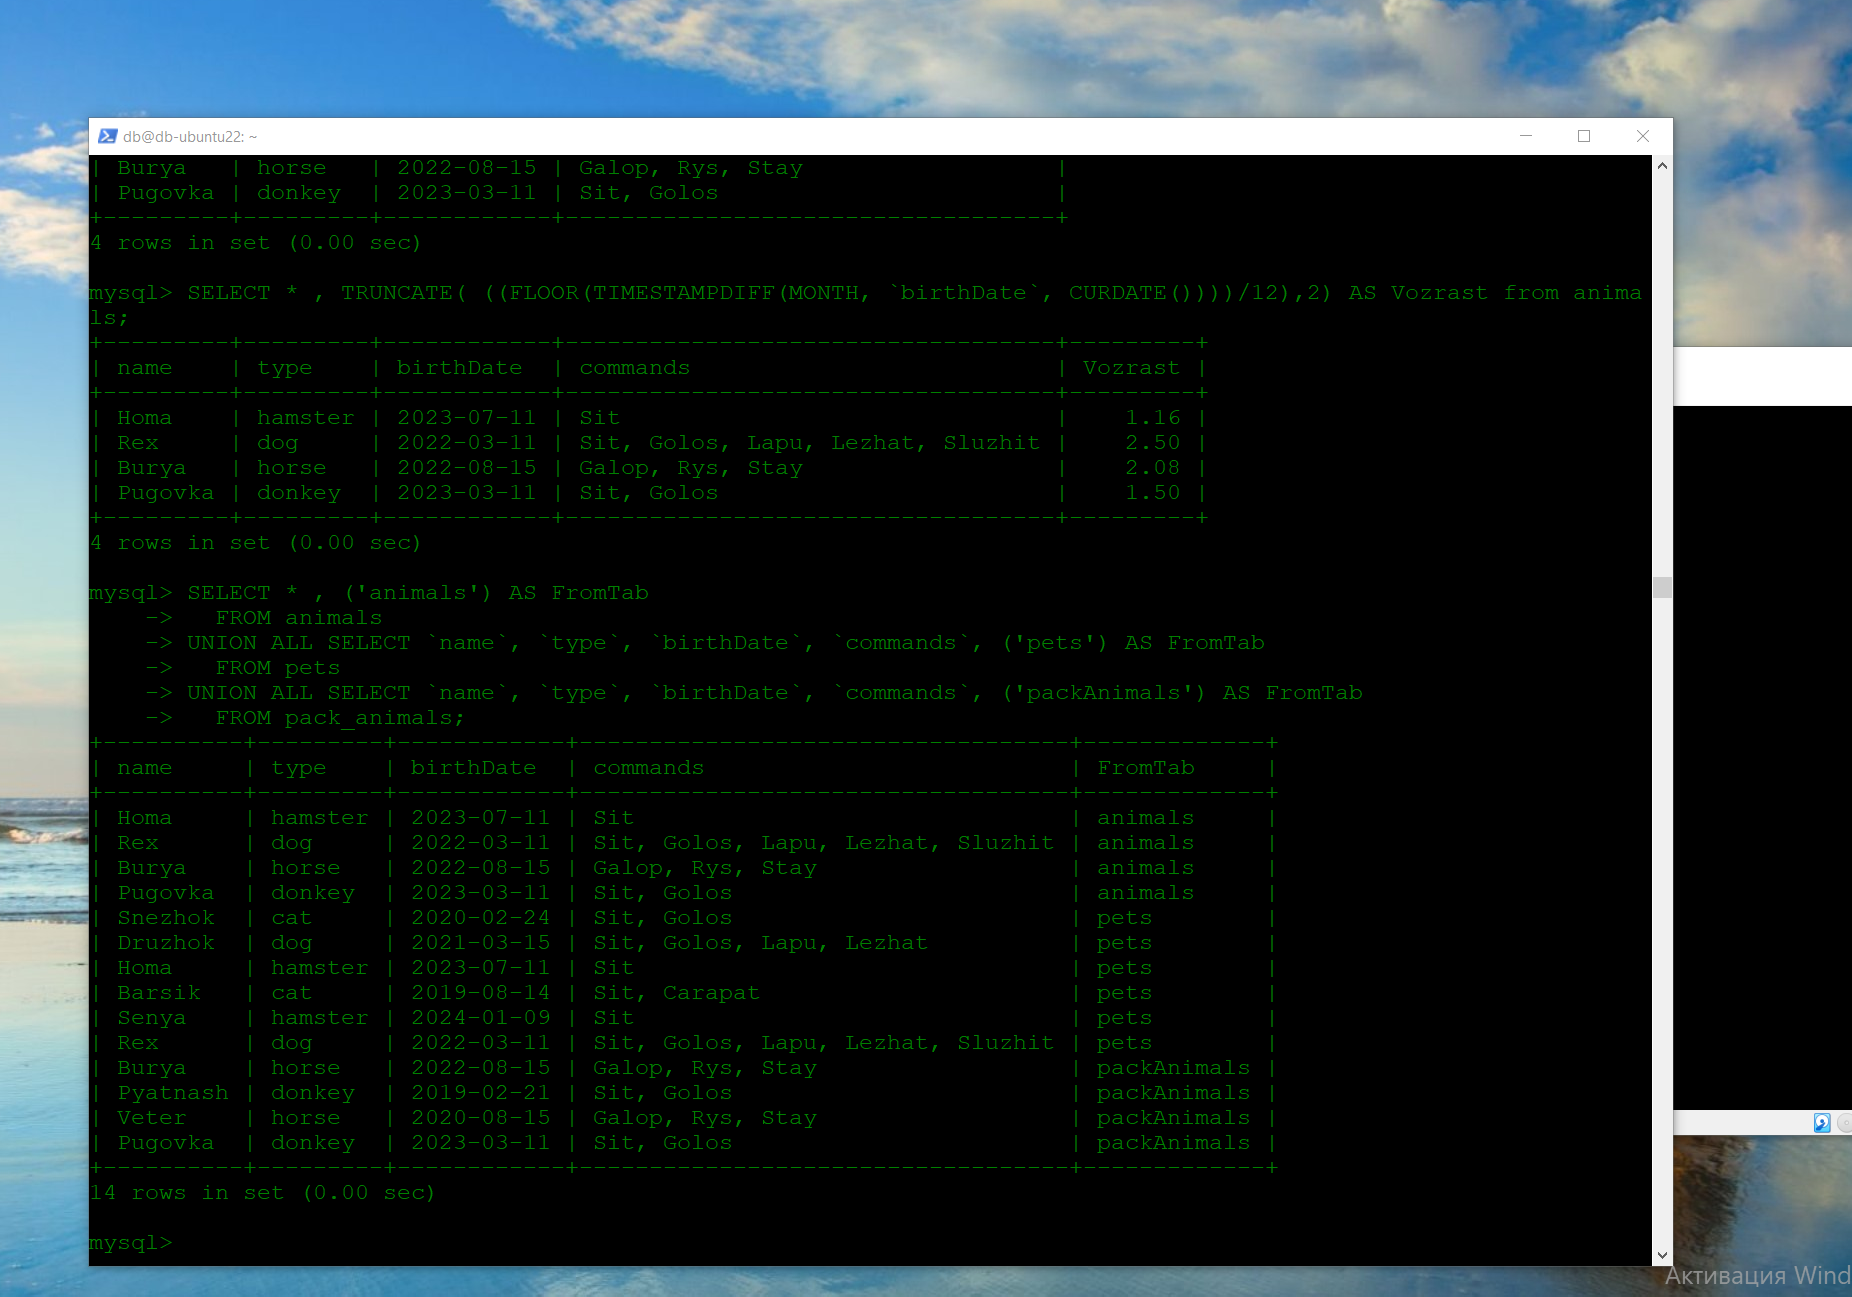 db@db-ubuntu22: ~
| Burya   | horse   | 2022-08-15 | Galop, Rys, Stay                  |
| Pugovka | donkey  | 2023-03-11 | Sit, Golos                        |
+---------+---------+------------+-----------------------------------+
4 rows in set (0.00 sec)
mysql> SELECT * , TRUNCATE( ((FLOOR(TIMESTAMPDIFF(MONTH, `birthDate`, CURDATE())))/12),2) AS Vozrast from anima
ls;
+---------+---------+------------+-----------------------------------+---------+
| name    | type    | birthDate  | commands                          | Vozrast |
+---------+---------+------------+-----------------------------------+---------+
| Homa    | hamster | 2023-07-11 | Sit                               |    1.16 |
| Rex     | dog     | 2022-03-11 | Sit, Golos, Lapu, Lezhat, Sluzhit |    2.50 |
| Burya   | horse   | 2022-08-15 | Galop, Rys, Stay                  |    2.08 |
| Pugovka | donkey  | 2023-03-11 | Sit, Golos                        |    1.50 |
+---------+---------+------------+-----------------------------------+---------+
4 rows in set (0.00 sec)
mysql> SELECT * , ('animals') AS FromTab
    ->   FROM animals
    -> UNION ALL SELECT `name`, `type`, `birthDate`, `commands`, ('pets') AS FromTab
    ->   FROM pets
    -> UNION ALL SELECT `name`, `type`, `birthDate`, `commands`, ('packAnimals') AS FromTab
    ->   FROM pack_animals;
+----------+---------+------------+-----------------------------------+-------------+
| name     | type    | birthDate  | commands                          | FromTab     |
+----------+---------+------------+-----------------------------------+-------------+
| Homa     | hamster | 2023-07-11 | Sit                               | animals     |
| Rex      | dog     | 2022-03-11 | Sit, Golos, Lapu, Lezhat, Sluzhit | animals     |
| Burya    | horse   | 2022-08-15 | Galop, Rys, Stay                  | animals     |
| Pugovka  | donkey  | 2023-03-11 | Sit, Golos                        | animals     |
| Snezhok  | cat     | 2020-02-24 | Sit, Golos                        | pets        |
| Druzhok  | dog     | 2021-03-15 | Sit, Golos, Lapu, Lezhat          | pets        |
| Homa     | hamster | 2023-07-11 | Sit                               | pets        |
| Barsik   | cat     | 2019-08-14 | Sit, Carapat                      | pets        |
| Senya    | hamster | 2024-01-09 | Sit                               | pets        |
| Rex      | dog     | 2022-03-11 | Sit, Golos, Lapu, Lezhat, Sluzhit | pets        |
| Burya    | horse   | 2022-08-15 | Galop, Rys, Stay                  | packAnimals |
| Pyatnash | donkey  | 2019-02-21 | Sit, Golos                        | packAnimals |
| Veter    | horse   | 2020-08-15 | Galop, Rys, Stay                  | packAnimals |
| Pugovka  | donkey  | 2023-03-11 | Sit, Golos                        | packAnimals |
+----------+---------+------------+-----------------------------------+-------------+
14 rows in set (0.00 sec)
mysql>
Активация Wind